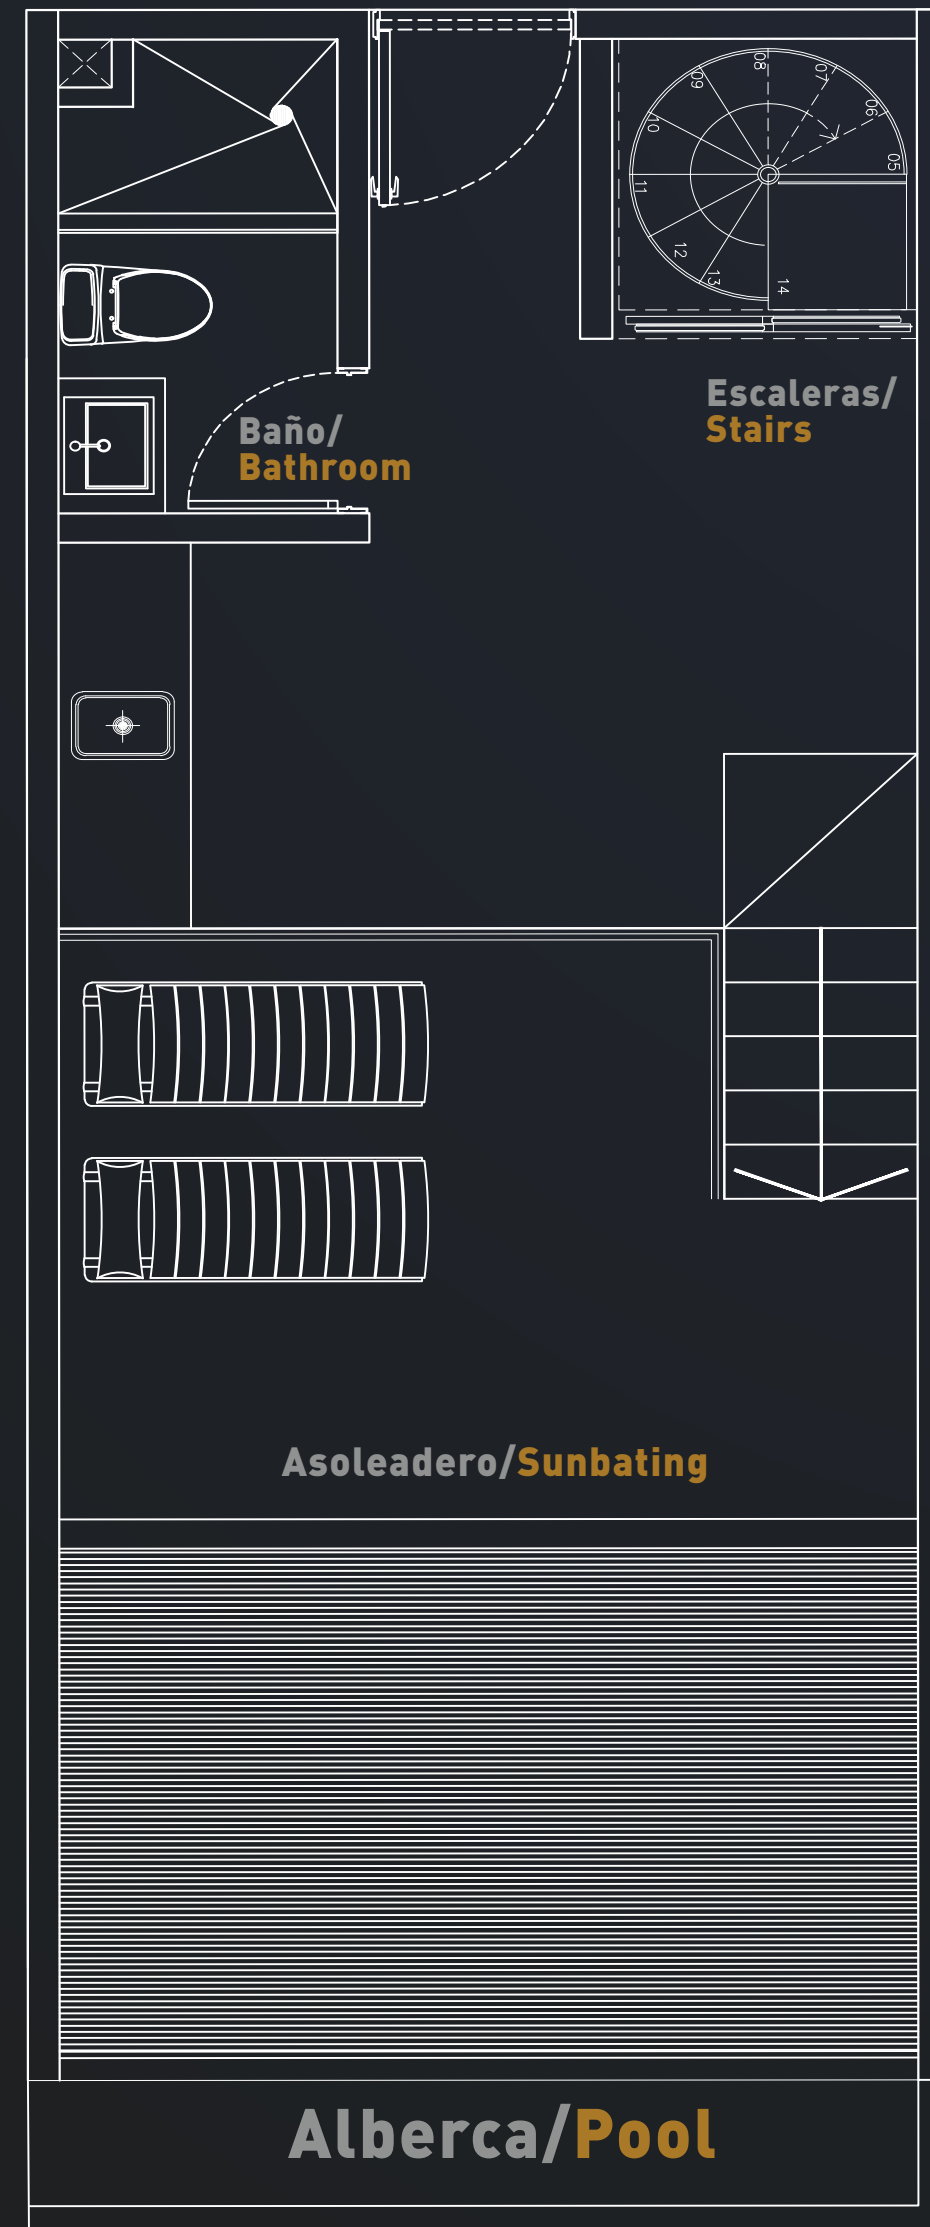 08
07
09
06
10
05
11
12
13
14
Escaleras/
Stairs
Baño/
Bathroom
Asoleadero/Sunbating
Alberca/Pool